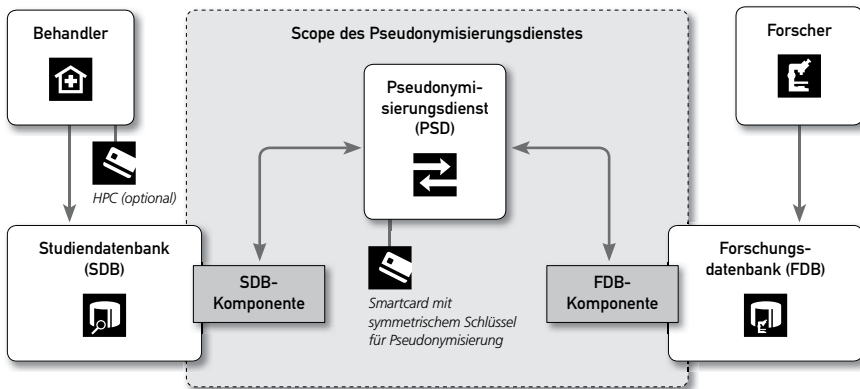 Behandler
Scope des Pseudonymisierungsdienstes
Forscher
Pseudonymi-
sierungsdienst
(PSD)
HPC (optional)
Studiendatenbank
(SDB)
SDB-
Komponente
Smartcard mit
symmetrischem Schlüssel
für Pseudonymisierung
FDB-
Komponente
Forschungs-
datenbank (FDB)